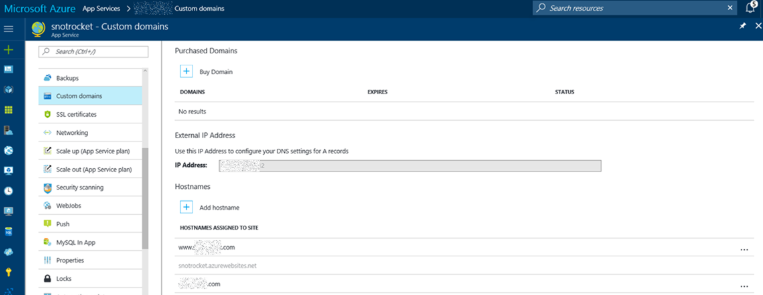 Microsoft Azure App Services > Custom domains Search resources
5
snotrocket - Custom domains
App Service
Search (Ctrl+/)
Backups
Custom domains
SSL certificates
Networking
Scale up (App Service plan)
Scale out (App Service plan)
Security scanning
WebJobs
Push
MySQL In App
Properties
Locks
Purchased Domains
Buy Domain
DOMAINS EXPIRES STATUS
No results
External IP Address
Use this IP Address to configure your DNS settings for A records
IP Address:
Hostnames
Add hostname
HOSTNAMES ASSIGNED TO SITE
www. .com ...
snotrocket.azurewebsites.net
.com ...